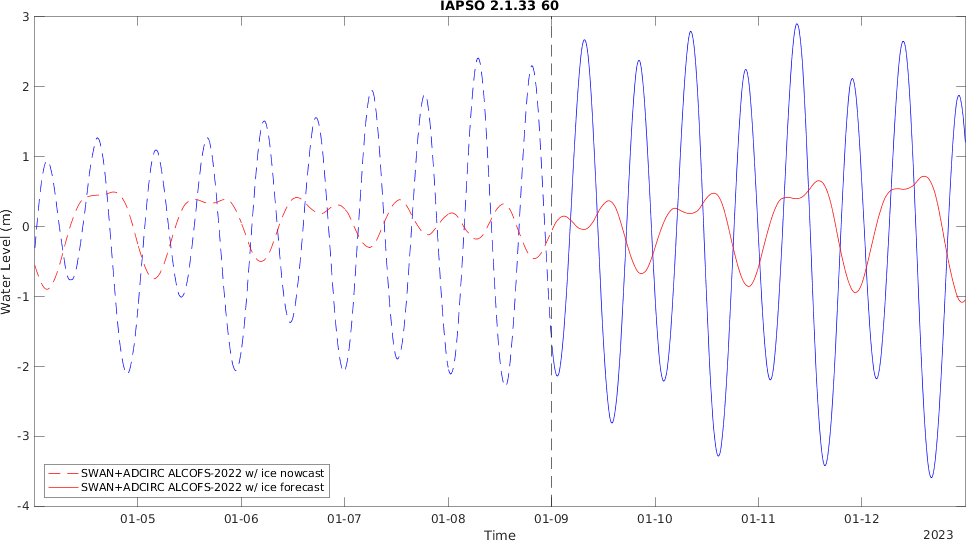 IAPSO 2.1.33 60
3
2
1
0
-1
-2
-3
-4
Water Level (m)
SWAN+ADCIRC ALCOFS-2022 w/ ice nowcast
SWAN+ADCIRC ALCOFS-2022 w/ ice forecast
01-05 01-06 01-07 01-08 01-09 01-10 01-11 01-12
Time
2023